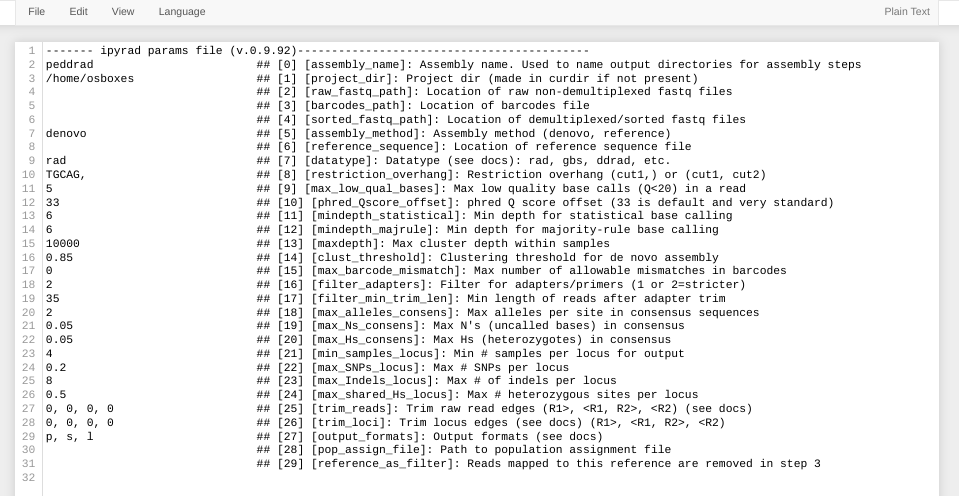 File Edit View Language Plain Text
1 ------- ipyrad params file (v.0.9.92)-------------------------------------------
2 peddrad ## [0] [assembly_name]: Assembly name. Used to name output directories for assembly steps
3 /home/osboxes ## [1] [project_dir]: Project dir (made in curdir if not present)
4 ## [2] [raw_fastq_path]: Location of raw non-demultiplexed fastq files
5 ## [3] [barcodes_path]: Location of barcodes file
6 ## [4] [sorted_fastq_path]: Location of demultiplexed/sorted fastq files
7 denovo ## [5] [assembly_method]: Assembly method (denovo, reference)
8 ## [6] [reference_sequence]: Location of reference sequence file
9 rad ## [7] [datatype]: Datatype (see docs): rad, gbs, ddrad, etc.
10 TGCAG, ## [8] [restriction_overhang]: Restriction overhang (cut1,) or (cut1, cut2)
11 5 ## [9] [max_low_qual_bases]: Max low quality base calls (Q<20) in a read
12 33 ## [10] [phred_Qscore_offset]: phred Q score offset (33 is default and very standard)
13 6 ## [11] [mindepth_statistical]: Min depth for statistical base calling
14 6 ## [12] [mindepth_majrule]: Min depth for majority-rule base calling
15 10000 ## [13] [maxdepth]: Max cluster depth within samples
16 0.85 ## [14] [clust_threshold]: Clustering threshold for de novo assembly
17 0 ## [15] [max_barcode_mismatch]: Max number of allowable mismatches in barcodes
18 2 ## [16] [filter_adapters]: Filter for adapters/primers (1 or 2=stricter)
19 35 ## [17] [filter_min_trim_len]: Min length of reads after adapter trim
20 2 ## [18] [max_alleles_consens]: Max alleles per site in consensus sequences
21 0.05 ## [19] [max_Ns_consens]: Max N's (uncalled bases) in consensus
22 0.05 ## [20] [max_Hs_consens]: Max Hs (heterozygotes) in consensus
23 4 ## [21] [min_samples_locus]: Min # samples per locus for output
24 0.2 ## [22] [max_SNPs_locus]: Max # SNPs per locus
25 8 ## [23] [max_Indels_locus]: Max # of indels per locus
26 0.5 ## [24] [max_shared_Hs_locus]: Max # heterozygous sites per locus
27 0, 0, 0, 0 ## [25] [trim_reads]: Trim raw read edges (R1>, <R1, R2>, <R2) (see docs)
28 0, 0, 0, 0 ## [26] [trim_loci]: Trim locus edges (see docs) (R1>, <R1, R2>, <R2)
29 p, s, l ## [27] [output_formats]: Output formats (see docs)
30 ## [28] [pop_assign_file]: Path to population assignment file
31 ## [29] [reference_as_filter]: Reads mapped to this reference are removed in step 3
32